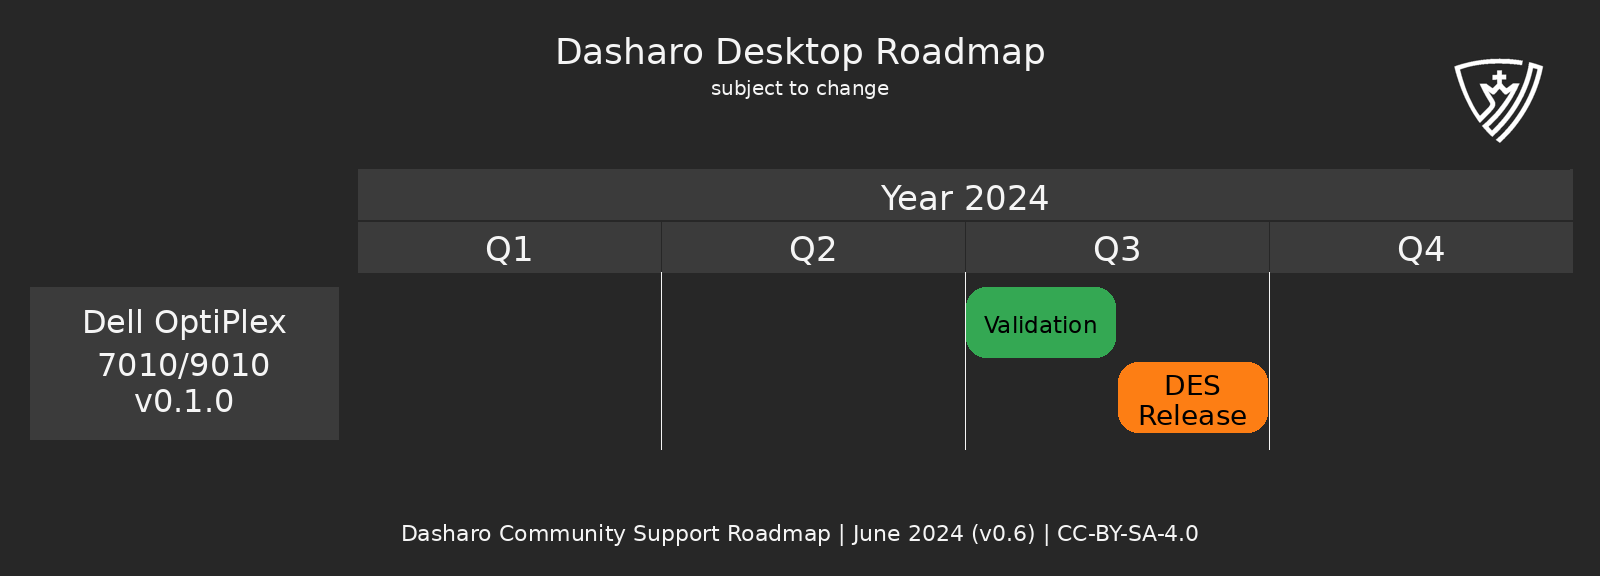 Dasharo Desktop Roadmap
subject to change
Year 2024
Q1 Q2 Q3 Q4
Dell OptiPlex
7010/9010
v0.1.0
Validation
DES
Release
Dasharo Community Support Roadmap | June 2024 (v0.6) | CC-BY-SA-4.0